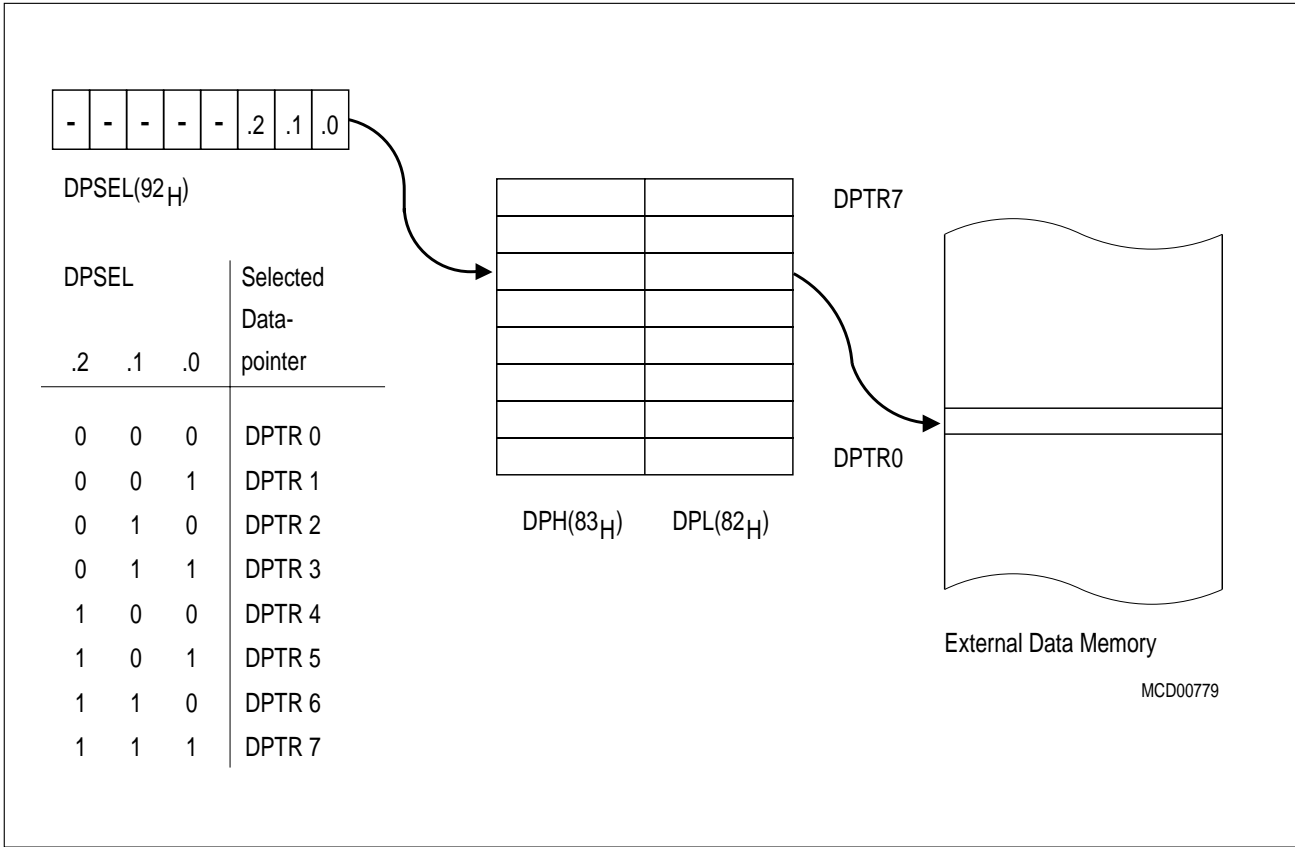 - - - - - .2 .1 .0
DPSEL(92H)
DPSEL Selected
Data-
.2 .1 .0 pointer
0 0 0 DPTR 0
0 0 1 DPTR 1
0 1 0 DPTR 2
0 1 1 DPTR 3
1 0 0 DPTR 4
1 0 1 DPTR 5
1 1 0 DPTR 6
1 1 1 DPTR 7
DPTR7
DPTR0
DPH(83H) DPL(82H)
External Data Memory
MCD00779